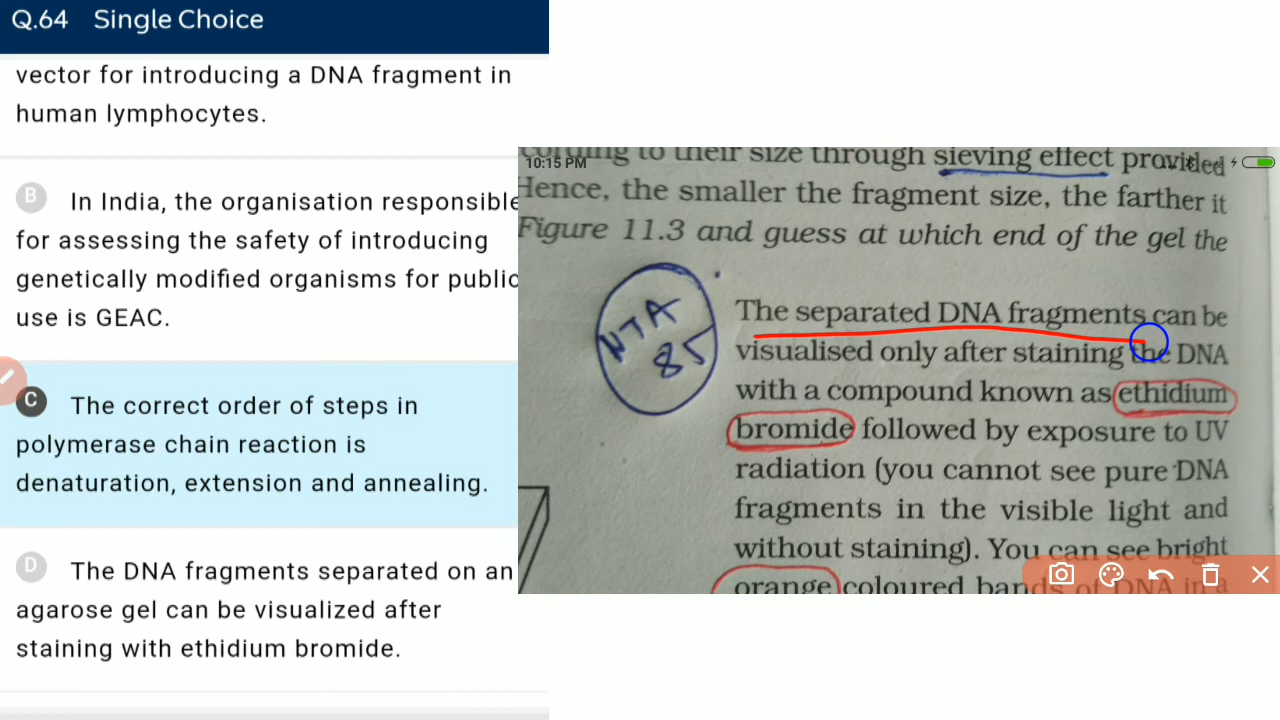 Q.64 Single Choice
vector for introducing a DNA fragment in
human lymphocytes.
B In India, the organisation responsible
for assessing the safety of introducing
genetically modified organisms for public
use is GEAC.
C The correct order of steps in
polymerase chain reaction is
denaturation, extension and annealing.
D The DNA fragments separated on an
agarose gel can be visualized after
staining with ethidium bromide.
10:15 PM
to their size through sieving effect provided
Hence, the smaller the fragment size, the farther it
Figure 11.3 and guess at which end of the gel the
NTA
85
The separated DNA fragments can be
visualised only after staining the DNA
with a compound known as ethidium
bromide followed by exposure to UV
radiation (you cannot see pure DNA
fragments in the visible light and
without staining). You can see bright
orange coloured bands of DNA in a